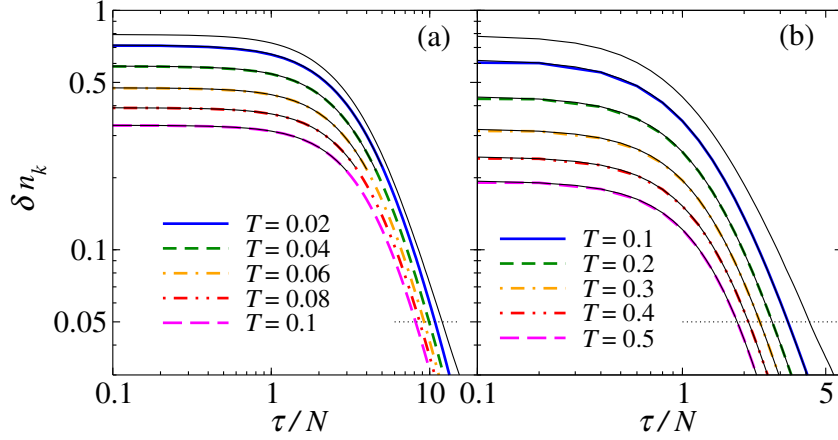 (a)
(b)
1
0.5
0.1
0.05
δn_k
T = 0.02
T = 0.04
T = 0.06
T = 0.08
T = 0.1
T = 0.1
T = 0.2
T = 0.3
T = 0.4
T = 0.5
0.1 1 10 0.1 1 5
τ/N τ/N